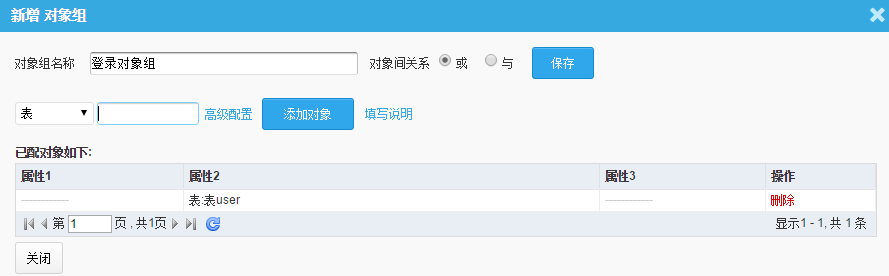 新增 对象组
对象组名称 登录对象组 对象间关系 或 与 保存
表 高级配置 添加对象 填写说明
已配对象如下:
属性1 属性2 属性3 操作
------------ 表:表user ------------ 删除
第 1 页 , 共1页 显示1 - 1, 共 1 条
关闭